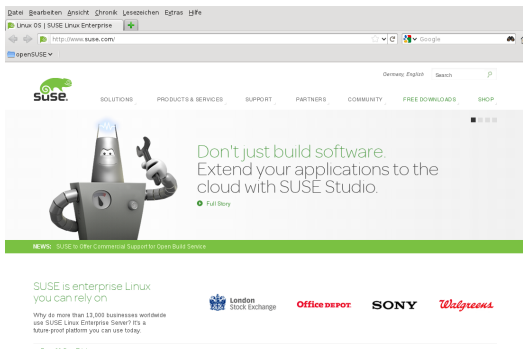 Datei Bearbeiten Ansicht Chronik Lesezeichen Extras Hilfe
Linux OS | SUSE Linux Enterprise
http://www.suse.com/
Google
openSUSE
Germany, English
Search
SUSE.
SOLUTIONS PRODUCTS & SERVICES SUPPORT PARTNERS COMMUNITY FREE DOWNLOADS SHOP
Don't just build software.
Extend your applications to the
cloud with SUSE Studio.
Full Story
NEWS: SUSE to Offer Commercial Support for Open Build Service
SUSE is enterprise Linux
you can rely on
Why do more than 13,000 businesses worldwide
use SUSE Linux Enterprise Server? It's a
future-proof platform you can use today.
London
Stock Exchange
Office DEPOT.
SONY
Walgreens